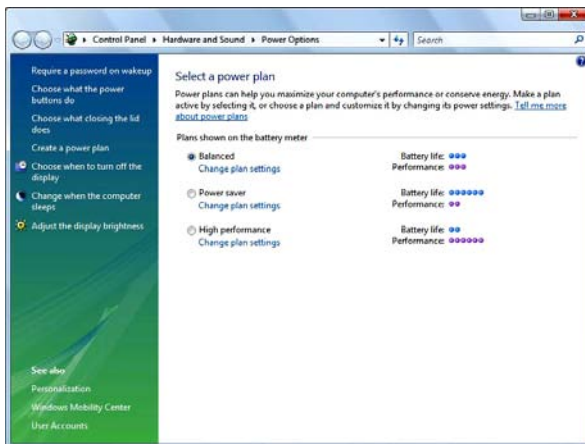 Control Panel ▸ Hardware and Sound ▸ Power Options
Search
Require a password on wakeup
Choose what the power
buttons do
Choose what closing the lid
does
Create a power plan
Choose when to turn off the
display
Change when the computer
sleeps
Adjust the display brightness
See also
Personalization
Windows Mobility Center
User Accounts
Select a power plan
Power plans can help you maximize your computer's performance or conserve energy. Make a plan
active by selecting it, or choose a plan and customize it by changing its power settings. Tell me more
about power plans
Plans shown on the battery meter
Balanced Battery life:
Change plan settings Performance:
Power saver Battery life:
Change plan settings Performance:
High performance Battery life:
Change plan settings Performance: